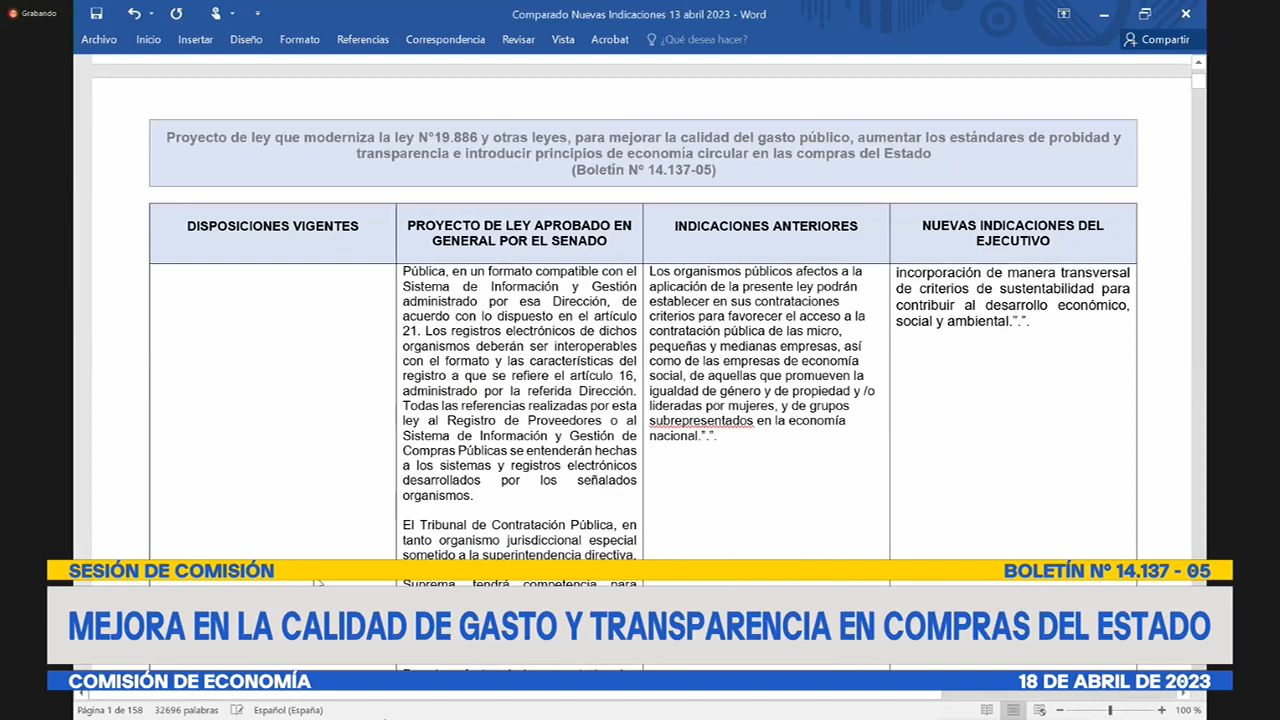 Grabando
Comparado Nuevas Indicaciones 13 abril 2023 - Word
Archivo Inicio Insertar Diseño Formato Referencias Correspondencia Revisar Vista Acrobat ¿Qué desea hacer? Compartir
Proyecto de ley que moderniza la ley N°19.886 y otras leyes, para mejorar la calidad del gasto público, aumentar los estándares de probidad y
transparencia e introducir principios de economía circular en las compras del Estado
(Boletín Nº 14.137-05)
DISPOSICIONES VIGENTES
PROYECTO DE LEY APROBADO EN
GENERAL POR EL SENADO
INDICACIONES ANTERIORES
NUEVAS INDICACIONES DEL
EJECUTIVO
Pública, en un formato compatible con el
Sistema de Información y Gestión
administrado por esa Dirección, de
acuerdo con lo dispuesto en el artículo
21. Los registros electrónicos de dichos
organismos deberán ser interoperables
con el formato y las características del
registro a que se refiere el artículo 16,
administrado por la referida Dirección.
Todas las referencias realizadas por esta
ley al Registro de Proveedores o al
Sistema de Información y Gestión de
Compras Públicas se entenderán hechas
a los sistemas y registros electrónicos
desarrollados por los señalados
organismos.
El Tribunal de Contratación Pública, en
tanto organismo jurisdiccional especial
sometido a la superintendencia directiva,
Suprema tendrá competencia para
Los organismos públicos afectos a la
aplicación de la presente ley podrán
establecer en sus contrataciones
criterios para favorecer el acceso a la
contratación pública de las micro,
pequeñas y medianas empresas, así
como de las empresas de economía
social, de aquellas que promueven la
igualdad de género y de propiedad y /o
lideradas por mujeres, y de grupos
subrepresentados en la economía
nacional.”.”.
incorporación de manera transversal
de criterios de sustentabilidad para
contribuir al desarrollo económico,
social y ambiental.”.”.
SESIÓN DE COMISIÓN
BOLETÍN Nº 14.137 - 05
MEJORA EN LA CALIDAD DE GASTO Y TRANSPARENCIA EN COMPRAS DEL ESTADO
COMISIÓN DE ECONOMÍA
18 DE ABRIL DE 2023
Página 1 de 158 32696 palabras Español (España) 100 %